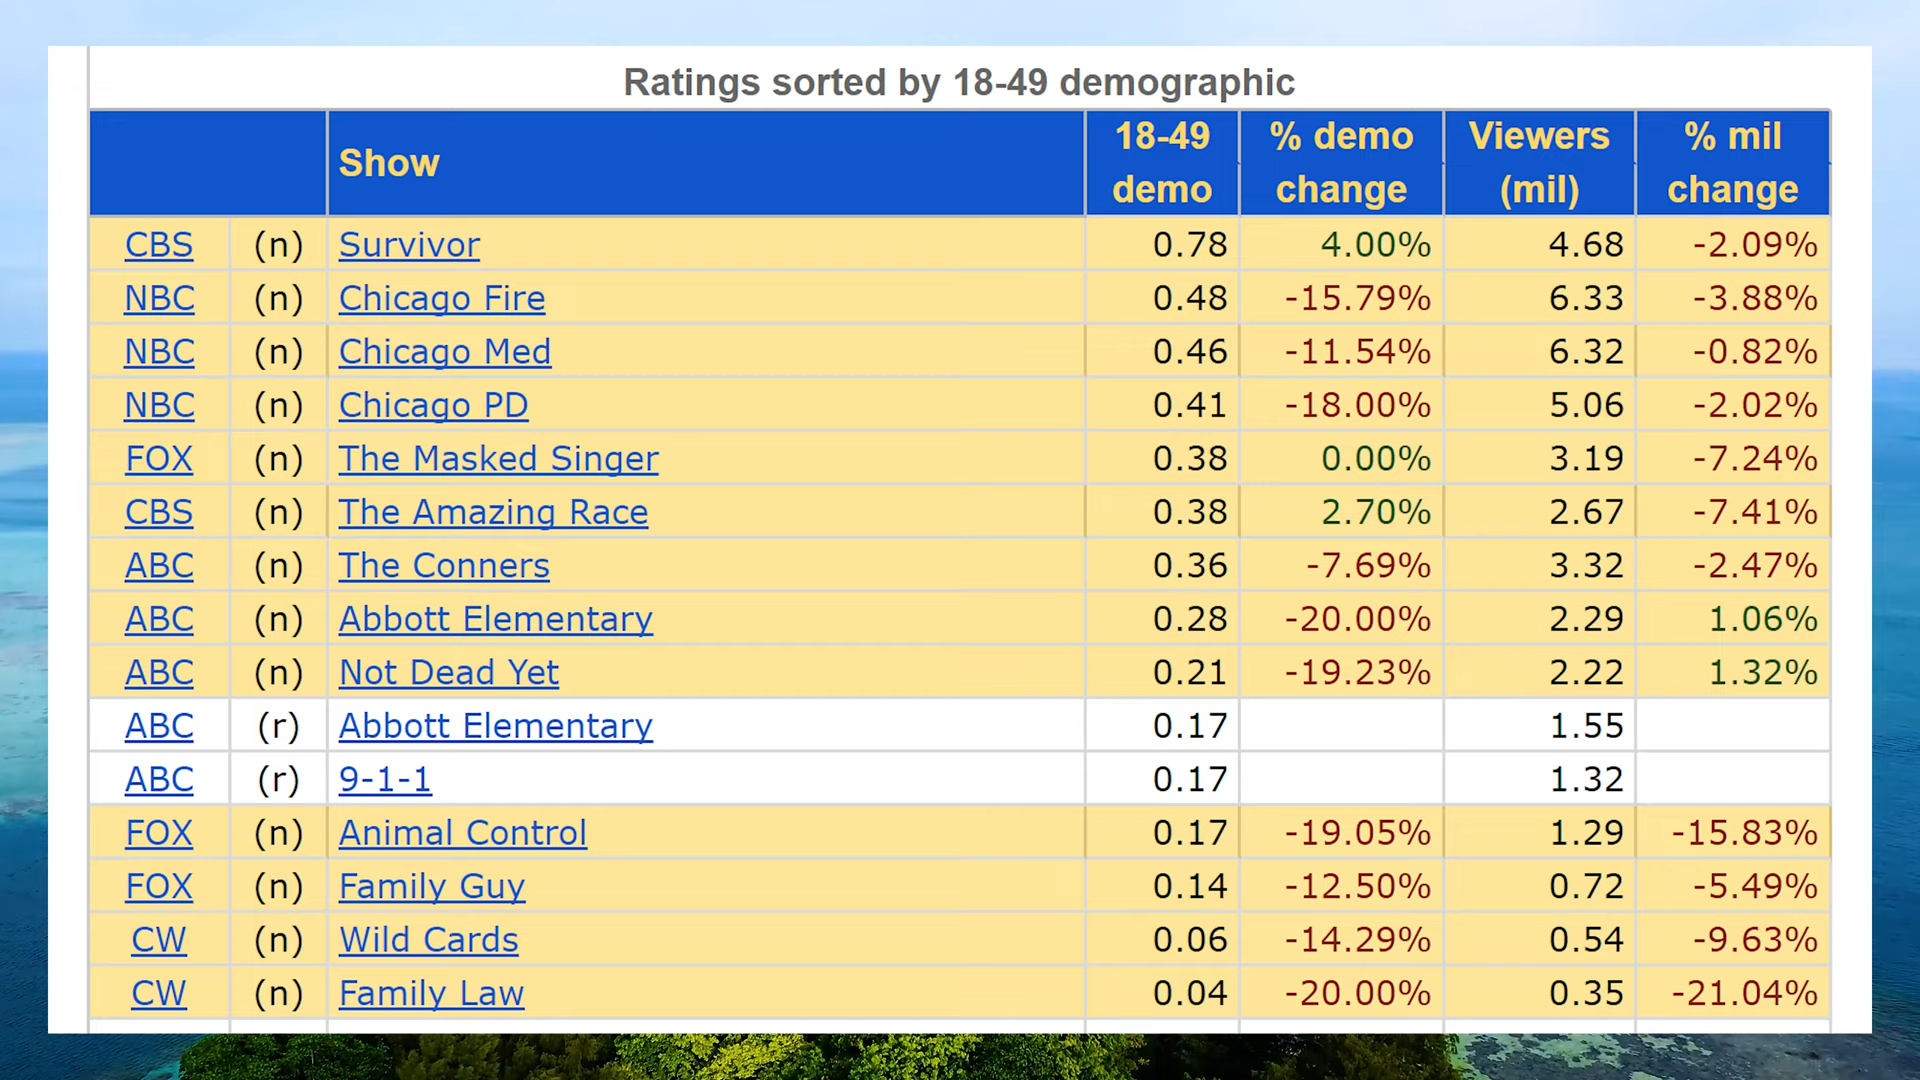 Ratings sorted by 18-49 demographic
Show 18-49 demo % demo change Viewers (mil) % mil change
CBS (n) Survivor 0.78 4.00% 4.68 -2.09%
NBC (n) Chicago Fire 0.48 -15.79% 6.33 -3.88%
NBC (n) Chicago Med 0.46 -11.54% 6.32 -0.82%
NBC (n) Chicago PD 0.41 -18.00% 5.06 -2.02%
FOX (n) The Masked Singer 0.38 0.00% 3.19 -7.24%
CBS (n) The Amazing Race 0.38 2.70% 2.67 -7.41%
ABC (n) The Conners 0.36 -7.69% 3.32 -2.47%
ABC (n) Abbott Elementary 0.28 -20.00% 2.29 1.06%
ABC (n) Not Dead Yet 0.21 -19.23% 2.22 1.32%
ABC (r) Abbott Elementary 0.17 1.55
ABC (r) 9-1-1 0.17 1.32
FOX (n) Animal Control 0.17 -19.05% 1.29 -15.83%
FOX (n) Family Guy 0.14 -12.50% 0.72 -5.49%
CW (n) Wild Cards 0.06 -14.29% 0.54 -9.63%
CW (n) Family Law 0.04 -20.00% 0.35 -21.04%